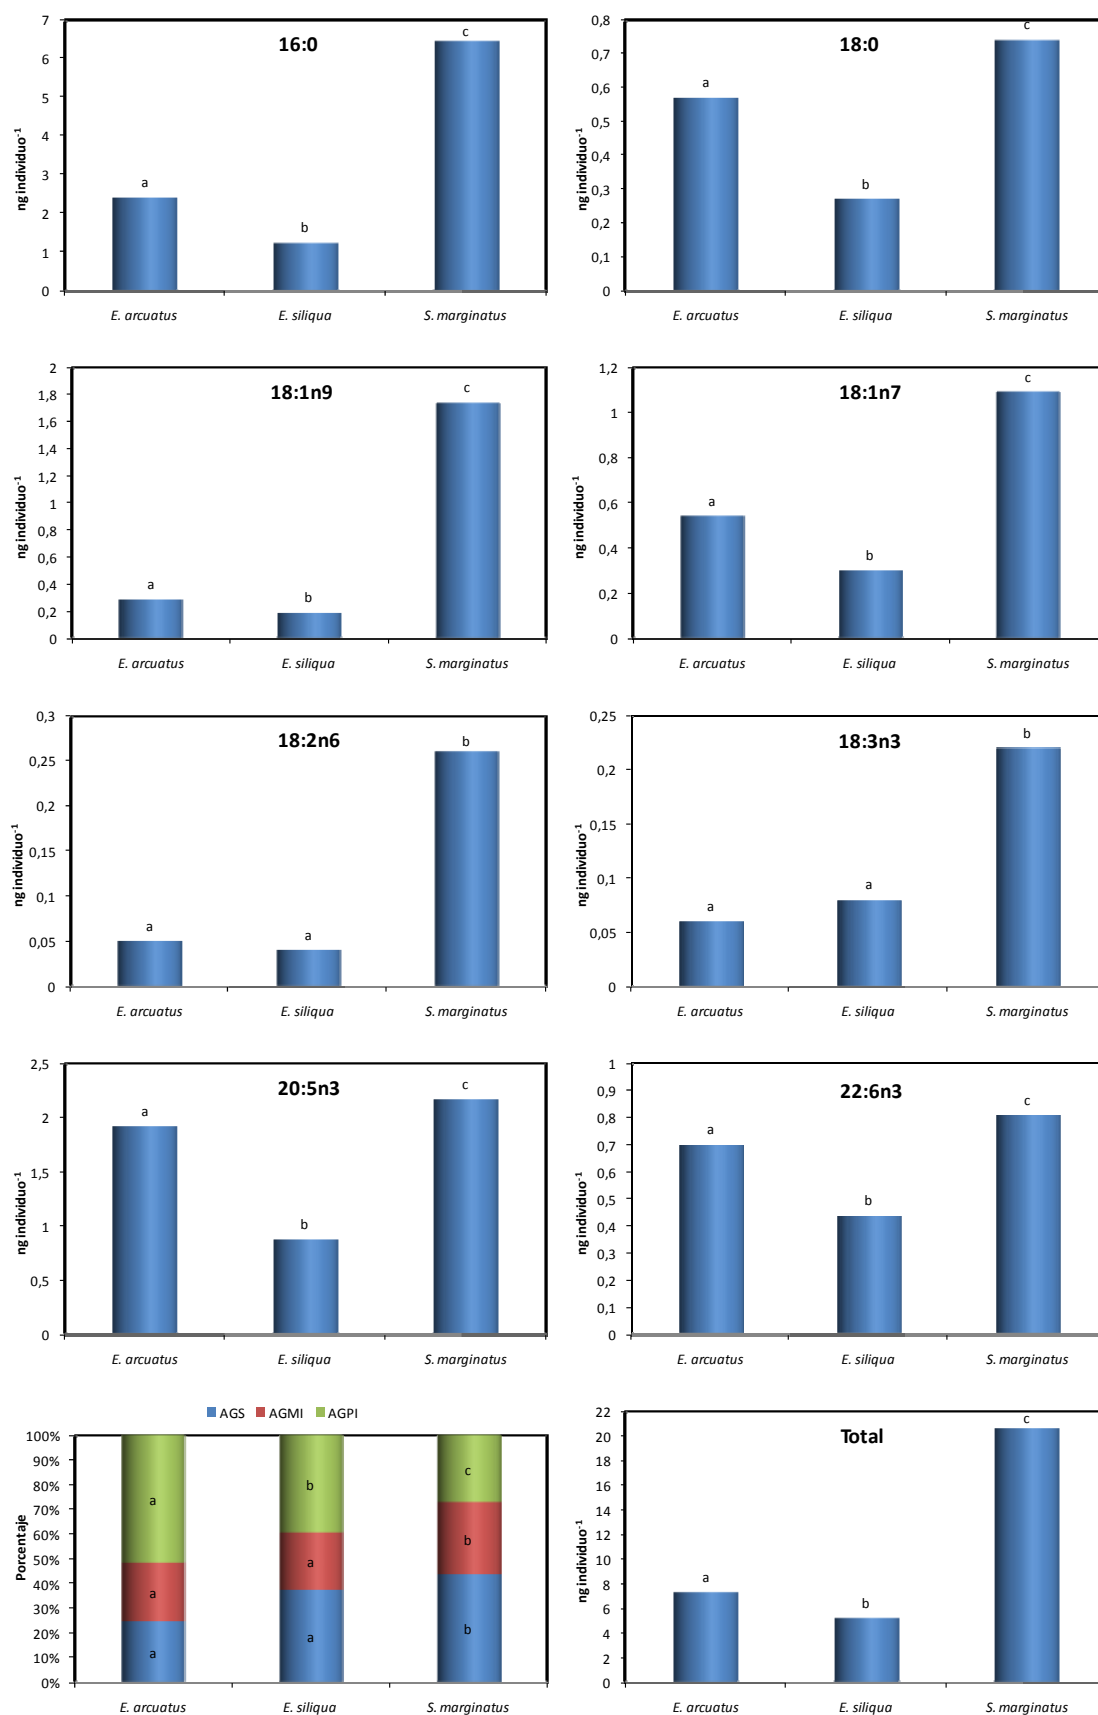 16:0
ng individuo-1
7
6
5
4
3
2
1
0
a
b
c
E. arcuatus E. siliqua S. marginatus
18:0
ng individuo-1
0,8
0,7
0,6
0,5
0,4
0,3
0,2
0,1
0
a
b
c
E. arcuatus E. siliqua S. marginatus
18:1n9
ng individuo-1
2
1,8
1,6
1,4
1,2
1
0,8
0,6
0,4
0,2
0
a
b
c
E. arcuatus E. siliqua S. marginatus
18:1n7
ng individuo-1
1,2
1
0,8
0,6
0,4
0,2
0
a
b
c
E. arcuatus E. siliqua S. marginatus
18:2n6
ng individuo-1
0,3
0,25
0,2
0,15
0,1
0,05
0
a
a
b
E. arcuatus E. siliqua S. marginatus
18:3n3
ng individuo-1
0,25
0,2
0,15
0,1
0,05
0
a
a
b
E. arcuatus E. siliqua S. marginatus
20:5n3
ng individuo-1
2,5
2
1,5
1
0,5
0
a
b
c
E. arcuatus E. siliqua S. marginatus
22:6n3
ng individuo-1
1
0,9
0,8
0,7
0,6
0,5
0,4
0,3
0,2
0,1
0
a
b
c
E. arcuatus E. siliqua S. marginatus
AGS AGMI AGPI
Porcentaje
100%
90%
80%
70%
60%
50%
40%
30%
20%
10%
0%
a b c
a a b
a a b
E. arcuatus E. siliqua S. marginatus
Total
ng individuo-1
22
20
18
16
14
12
10
8
6
4
2
0
a
b
c
E. arcuatus E. siliqua S. marginatus